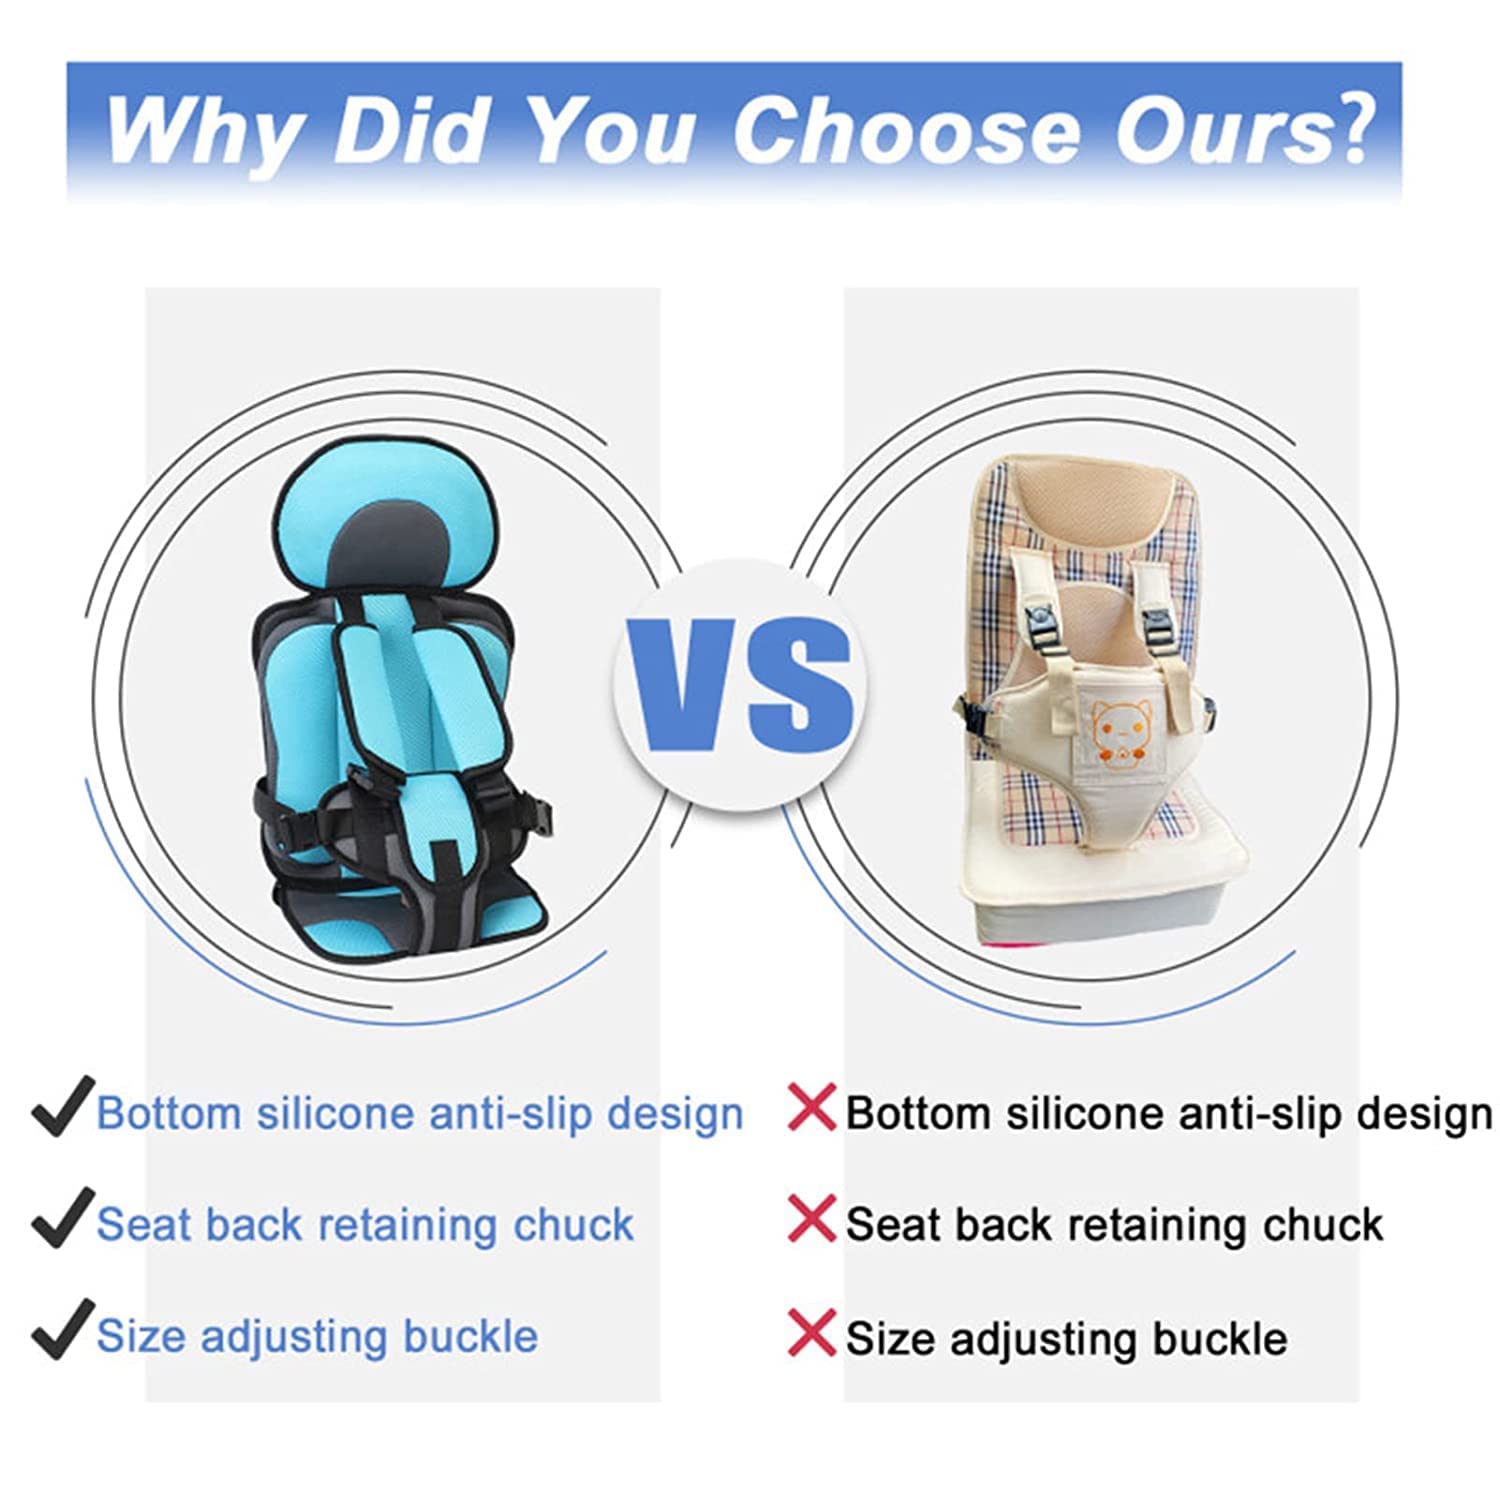 Why Did You Choose Ours?
VS
Bottom silicone anti-slip design
Seat back retaining chuck
Size adjusting buckle
Bottom silicone anti-slip design
Seat back retaining chuck
Size adjusting buckle